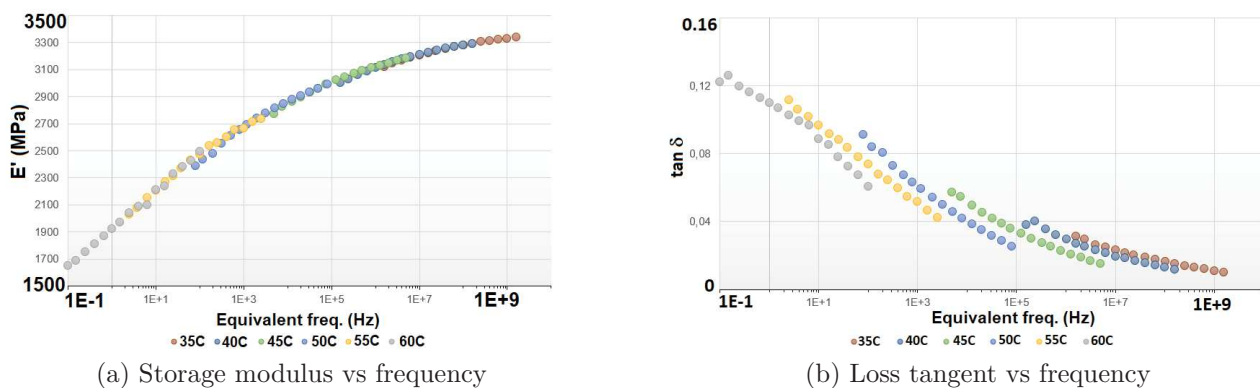 3500
3300
3100
2900
2700
2500
2300
2100
1900
1700
1500
E' (MPa)
1E-1
1E+1
1E+3
1E+5
1E+7
1E+9
Equivalent freq. (Hz)
35C 40C 45C 50C 55C 60C
(a) Storage modulus vs frequency
0.16
0,12
0,08
0,04
0
tan δ
1E-1
1E+1
1E+3
1E+5
1E+7
1E+9
Equivalent freq. (Hz)
35C 40C 45C 50C 55C 60C
(b) Loss tangent vs frequency